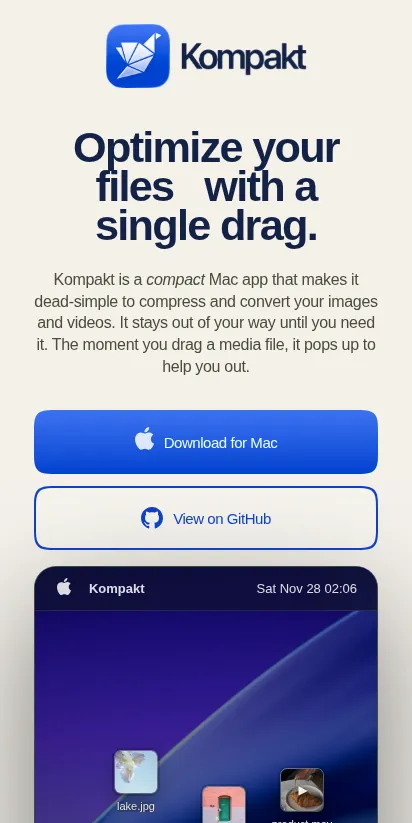 Kompakt
Optimize your
files with a
single drag.
Kompakt is a compact Mac app that makes it
dead-simple to compress and convert your images
and videos. It stays out of your way until you need
it. The moment you drag a media file, it pops up to
help you out.
Download for Mac
View on GitHub
Kompakt Sat Nov 28 02:06
lake.jpg
product.mov